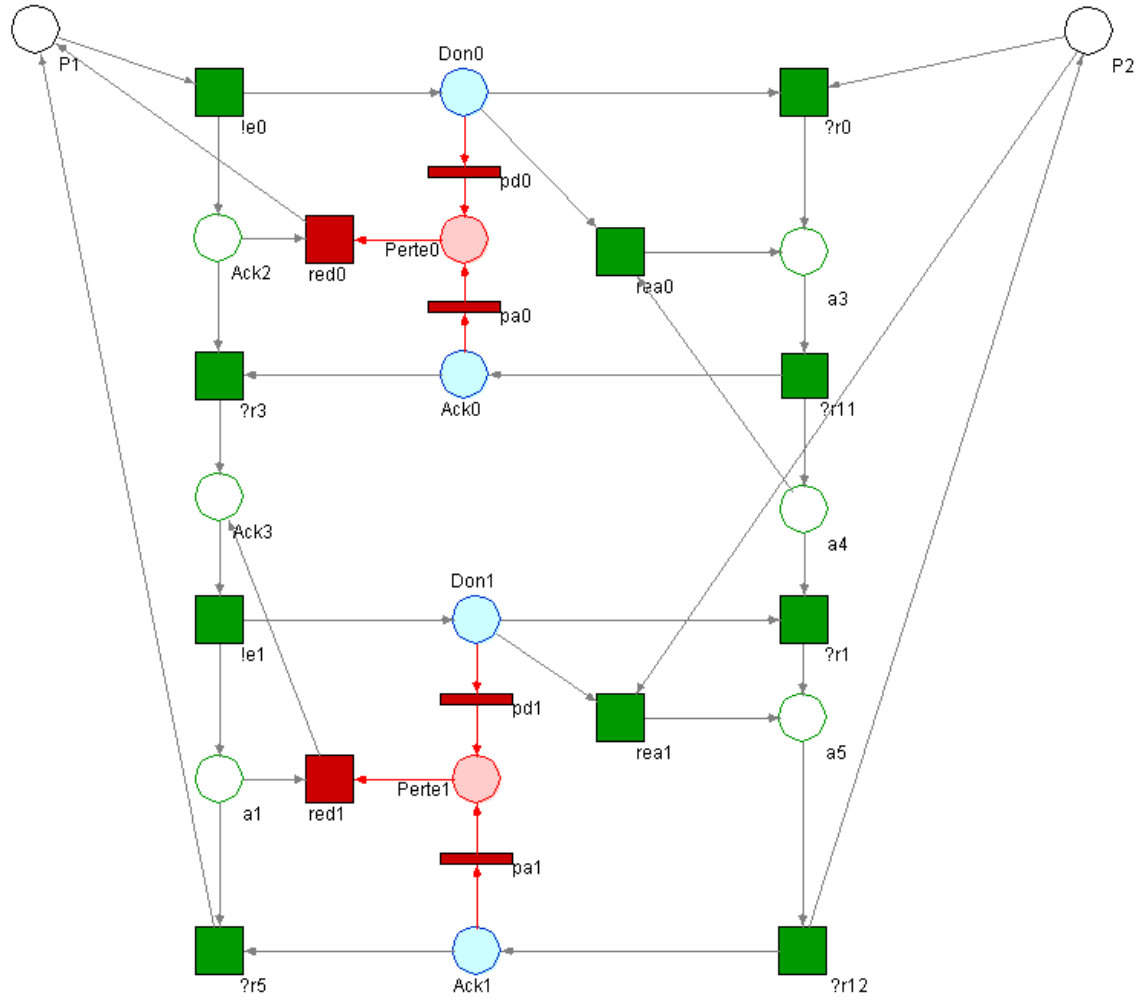 P1
Don0
P2
!e0
?r0
pd0
Ack2
red0
Perte0
rea0
a3
pa0
?r3
Ack0
?r11
Ack3
a4
Don1
!e1
?r1
pd1
rea1
a5
a1
red1
Perte1
pa1
?r5
Ack1
?r12